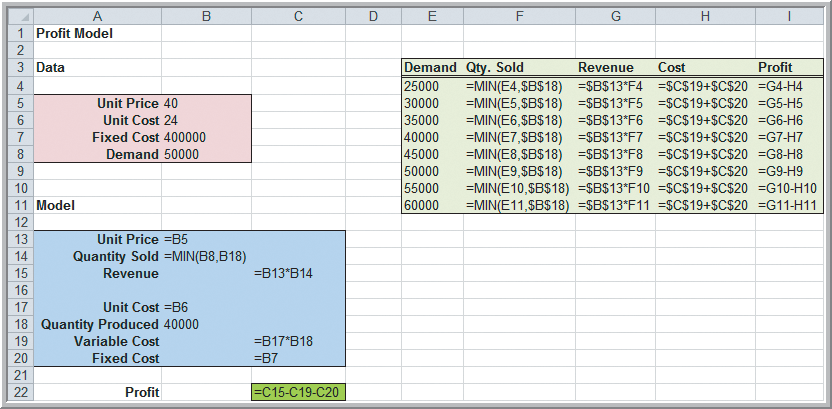 A B C D E F G H I
1 Profit Model
2
3 Data Demand Qty. Sold Revenue Cost Profit
4 25000 =MIN(E4,$B$18) =$B$13*F4 =$C$19+$C$20 =G4-H4
5 Unit Price 40 30000 =MIN(E5,$B$18) =$B$13*F5 =$C$19+$C$20 =G5-H5
6 Unit Cost 24 35000 =MIN(E6,$B$18) =$B$13*F6 =$C$19+$C$20 =G6-H6
7 Fixed Cost 400000 40000 =MIN(E7,$B$18) =$B$13*F7 =$C$19+$C$20 =G7-H7
8 Demand 50000 45000 =MIN(E8,$B$18) =$B$13*F8 =$C$19+$C$20 =G8-H8
9 50000 =MIN(E9,$B$18) =$B$13*F9 =$C$19+$C$20 =G9-H9
10 55000 =MIN(E10,$B$18) =$B$13*F10 =$C$19+$C$20 =G10-H10
11 Model 60000 =MIN(E11,$B$18) =$B$13*F11 =$C$19+$C$20 =G11-H11
12
13 Unit Price =B5
14 Quantity Sold =MIN(B8,B18)
15 Revenue =B13*B14
16
17 Unit Cost =B6
18 Quantity Produced 40000
19 Variable Cost =B17*B18
20 Fixed Cost =B7
21
22 Profit =C15-C19-C20